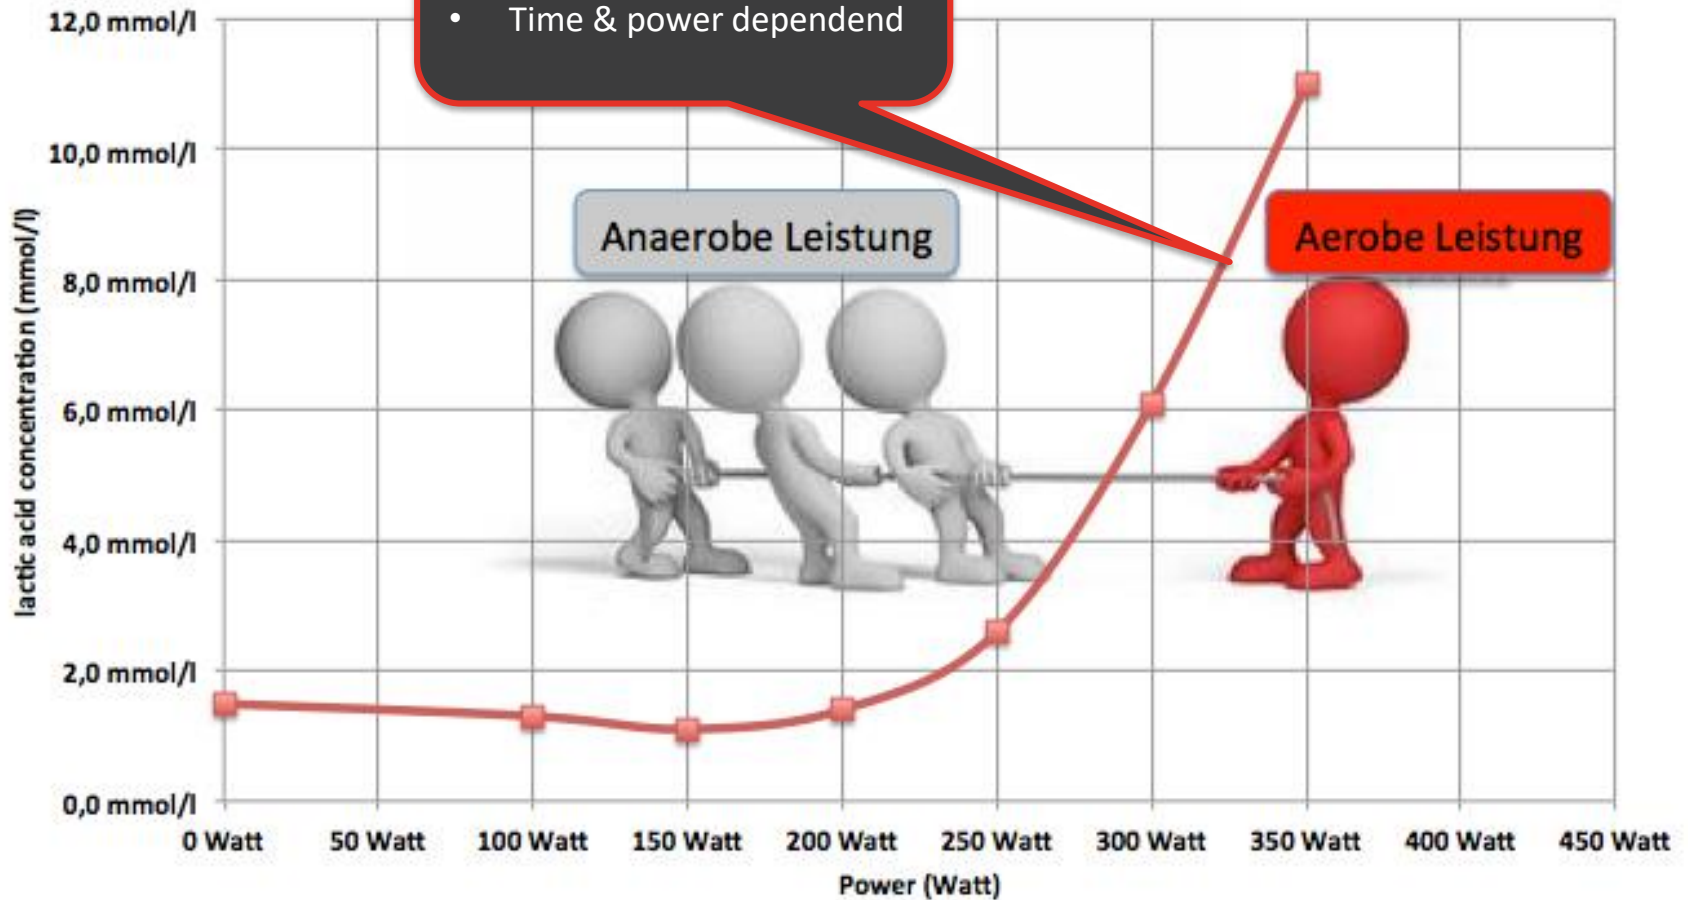 • Time & power dependend
12,0 mmol/l
10,0 mmol/l
8,0 mmol/l
6,0 mmol/l
4,0 mmol/l
2,0 mmol/l
0,0 mmol/l
lactic acid concentration (mmol/l)
Anaerobe Leistung
Aerobe Leistung
0 Watt
50 Watt
100 Watt
150 Watt
200 Watt
250 Watt
300 Watt
350 Watt
400 Watt
450 Watt
Power (Watt)